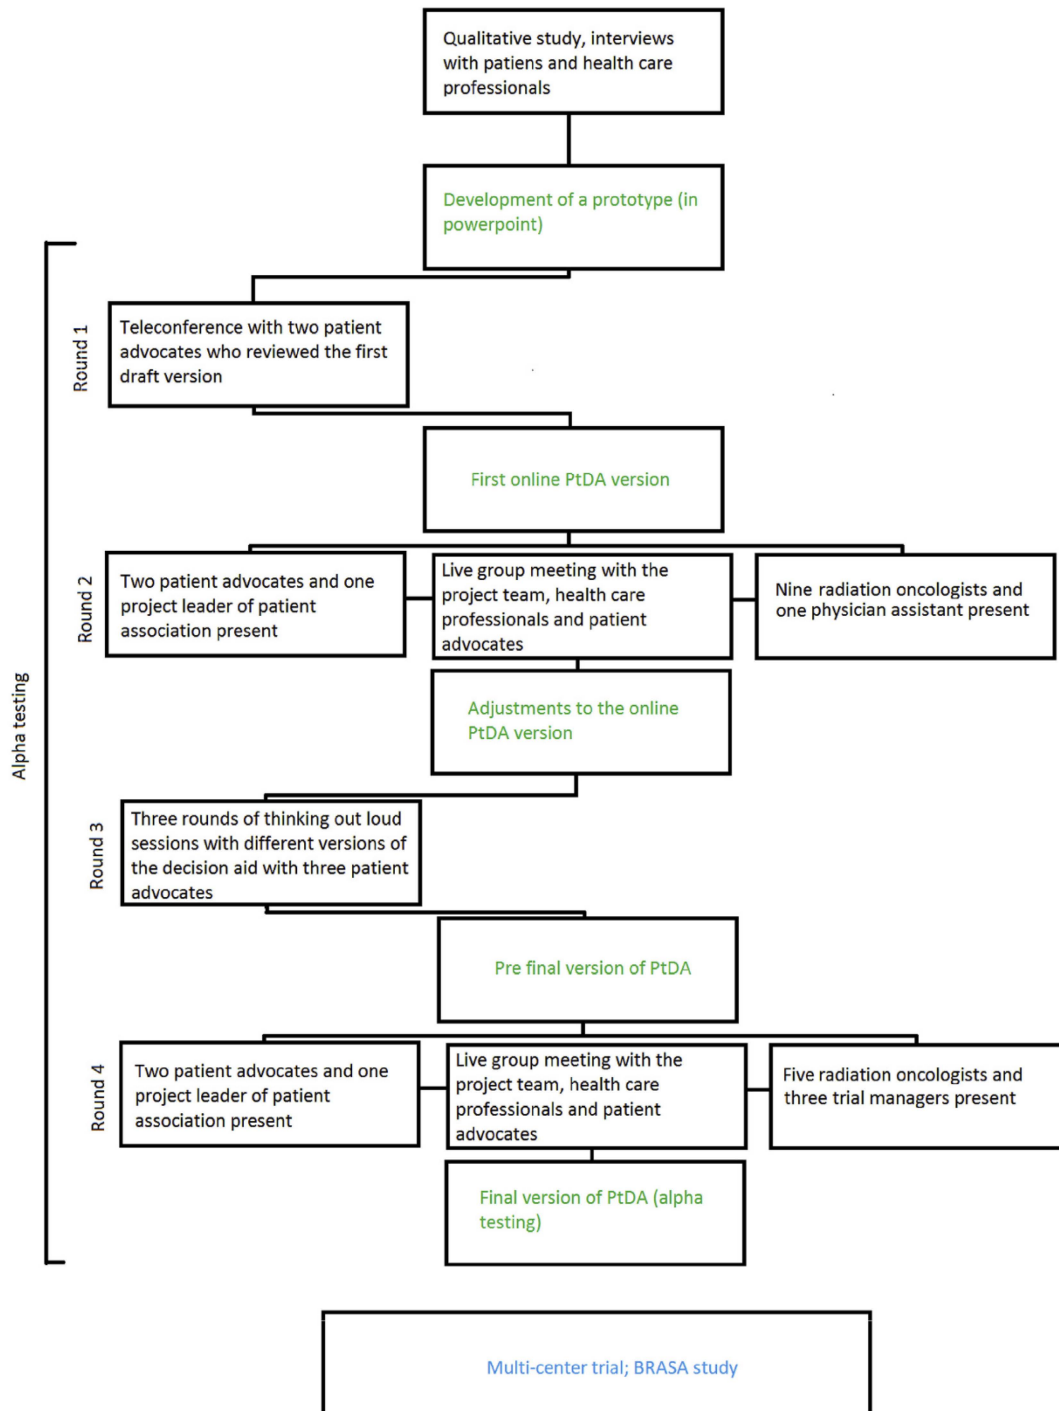 Qualitative study, interviews
with patiens and health care
professionals
Development of a prototype (in
powerpoint)
Alpha testing
Round 1
Teleconference with two patient
advocates who reviewed the first
draft version
First online PtDA version
Round 2
Two patient advocates and one
project leader of patient
association present
Live group meeting with the
project team, health care
professionals and patient
advocates
Nine radiation oncologists and
one physician assistant present
Adjustments to the online
PtDA version
Round 3
Three rounds of thinking out loud
sessions with different versions of
the decision aid with three patient
advocates
Pre final version of PtDA
Round 4
Two patient advocates and one
project leader of patient
association present
Live group meeting with the
project team, health care
professionals and patient
advocates
Five radiation oncologists and
three trial managers present
Final version of PtDA (alpha
testing)
Multi-center trial; BRASA study